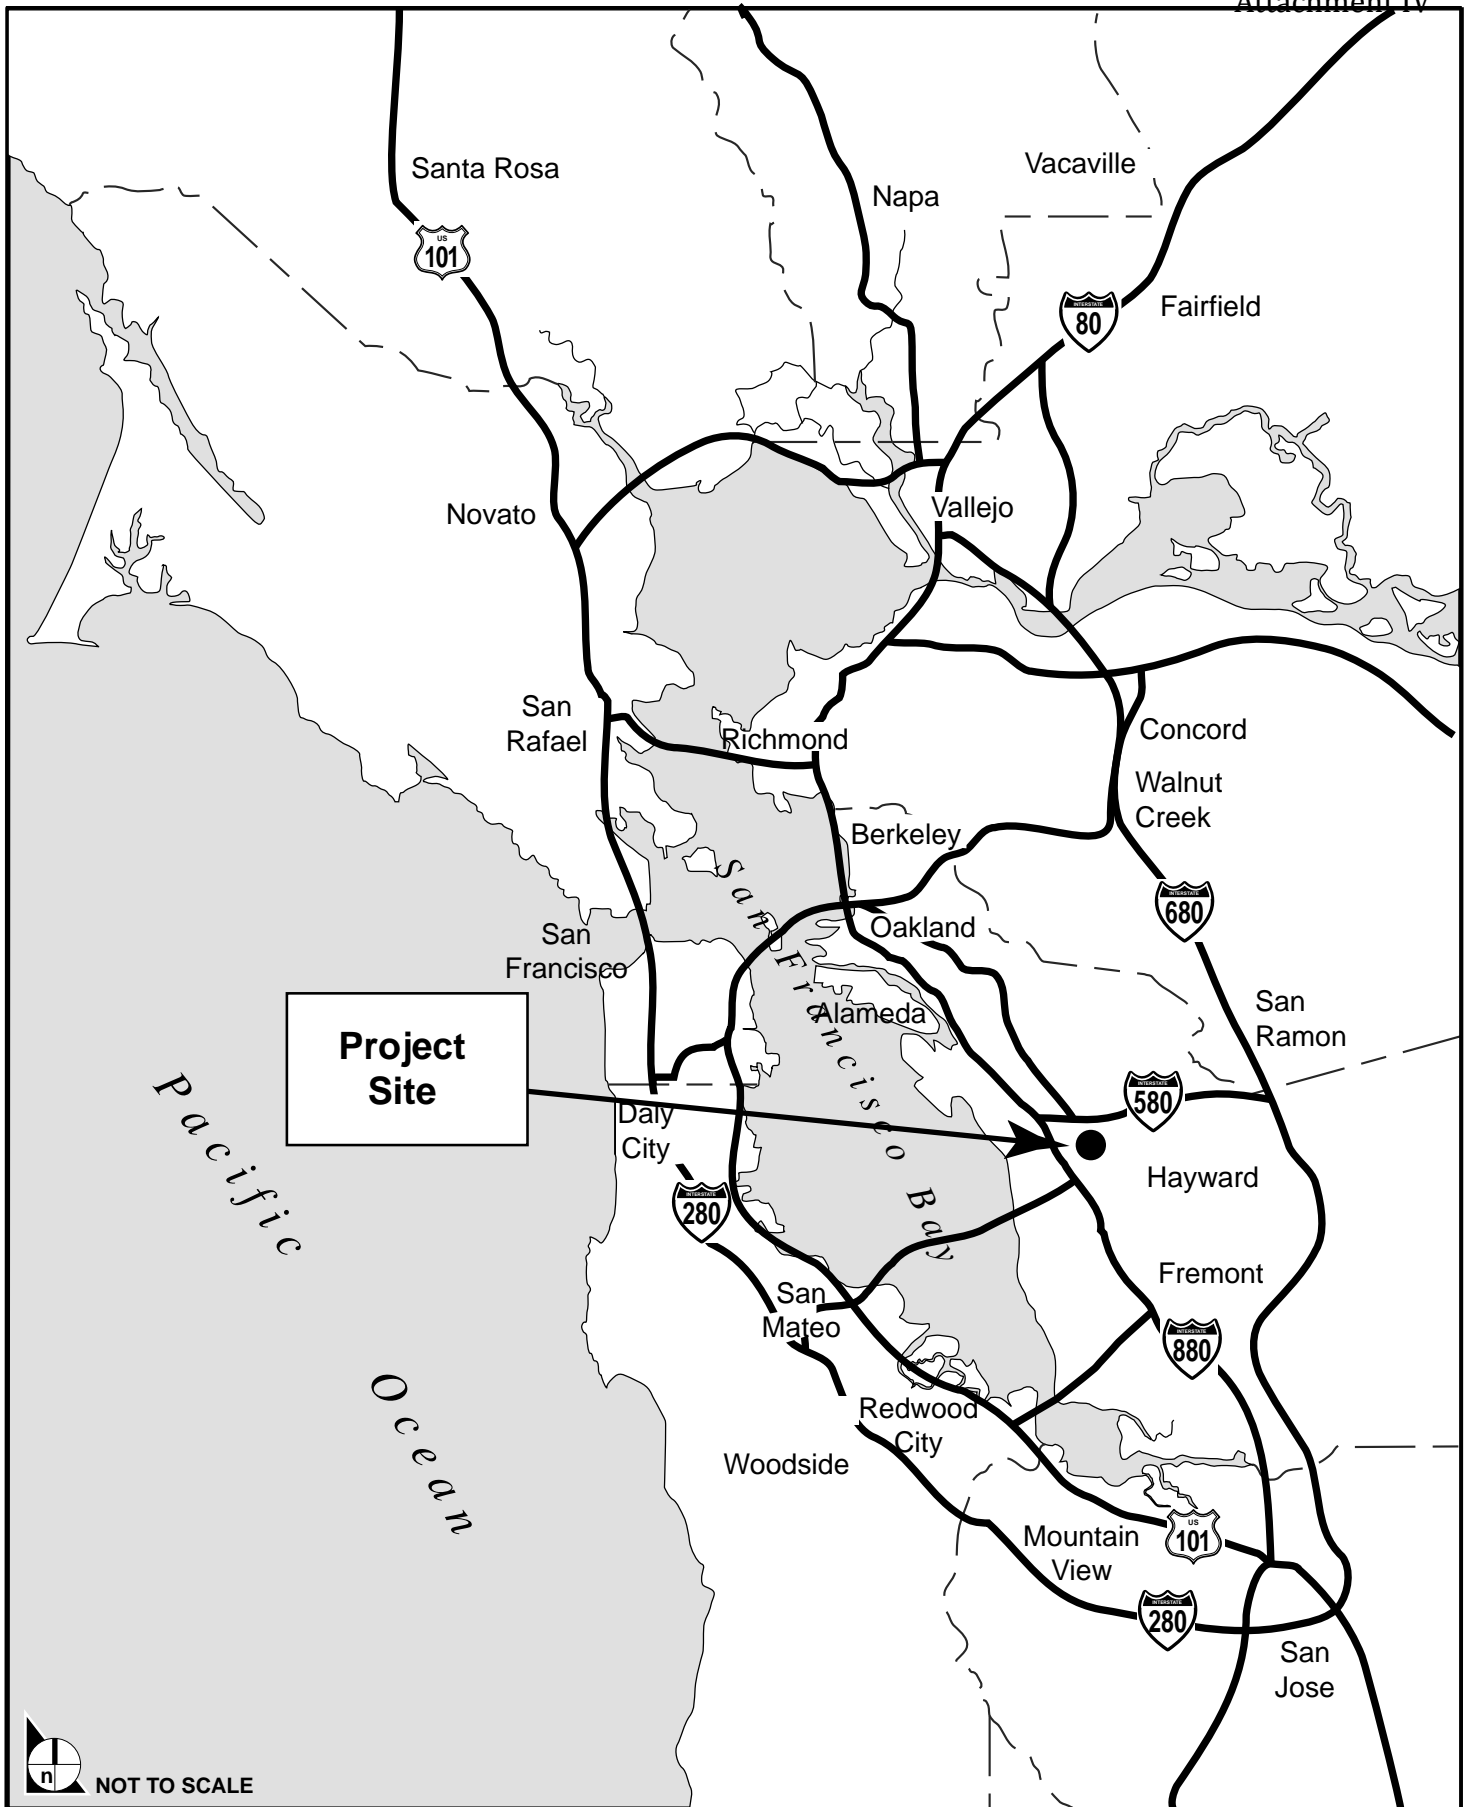 Attachment IV
Santa Rosa
Vacaville
Napa
US
101
INTERSTATE
80
Fairfield
Novato
Vallejo
San
Rafael
Richmond
Concord
Walnut
Creek
Berkeley
INTERSTATE
680
Oakland
San
Francisco
San Francisco Bay
Alameda
San
Ramon
Project
Site
Pacific
Ocean
INTERSTATE
580
Daly
City
Hayward
INTERSTATE
280
Fremont
San
Mateo
INTERSTATE
880
Redwood
City
Woodside
Mountain
View
US
101
INTERSTATE
280
San
Jose
n
NOT TO SCALE